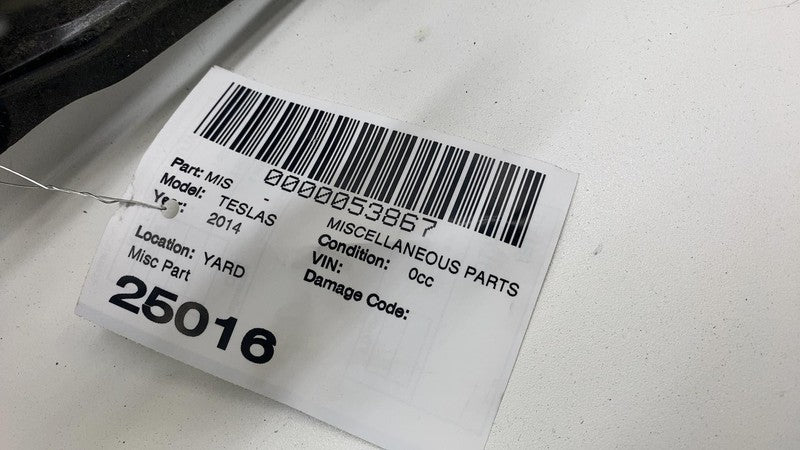 0000053867
Part: MIS - MISCELLANEOUS PARTS
Model: TESLAS Condition: 0cc
Year: 2014 VIN:
Damage Code:
Location: YARD
Misc Part
25016